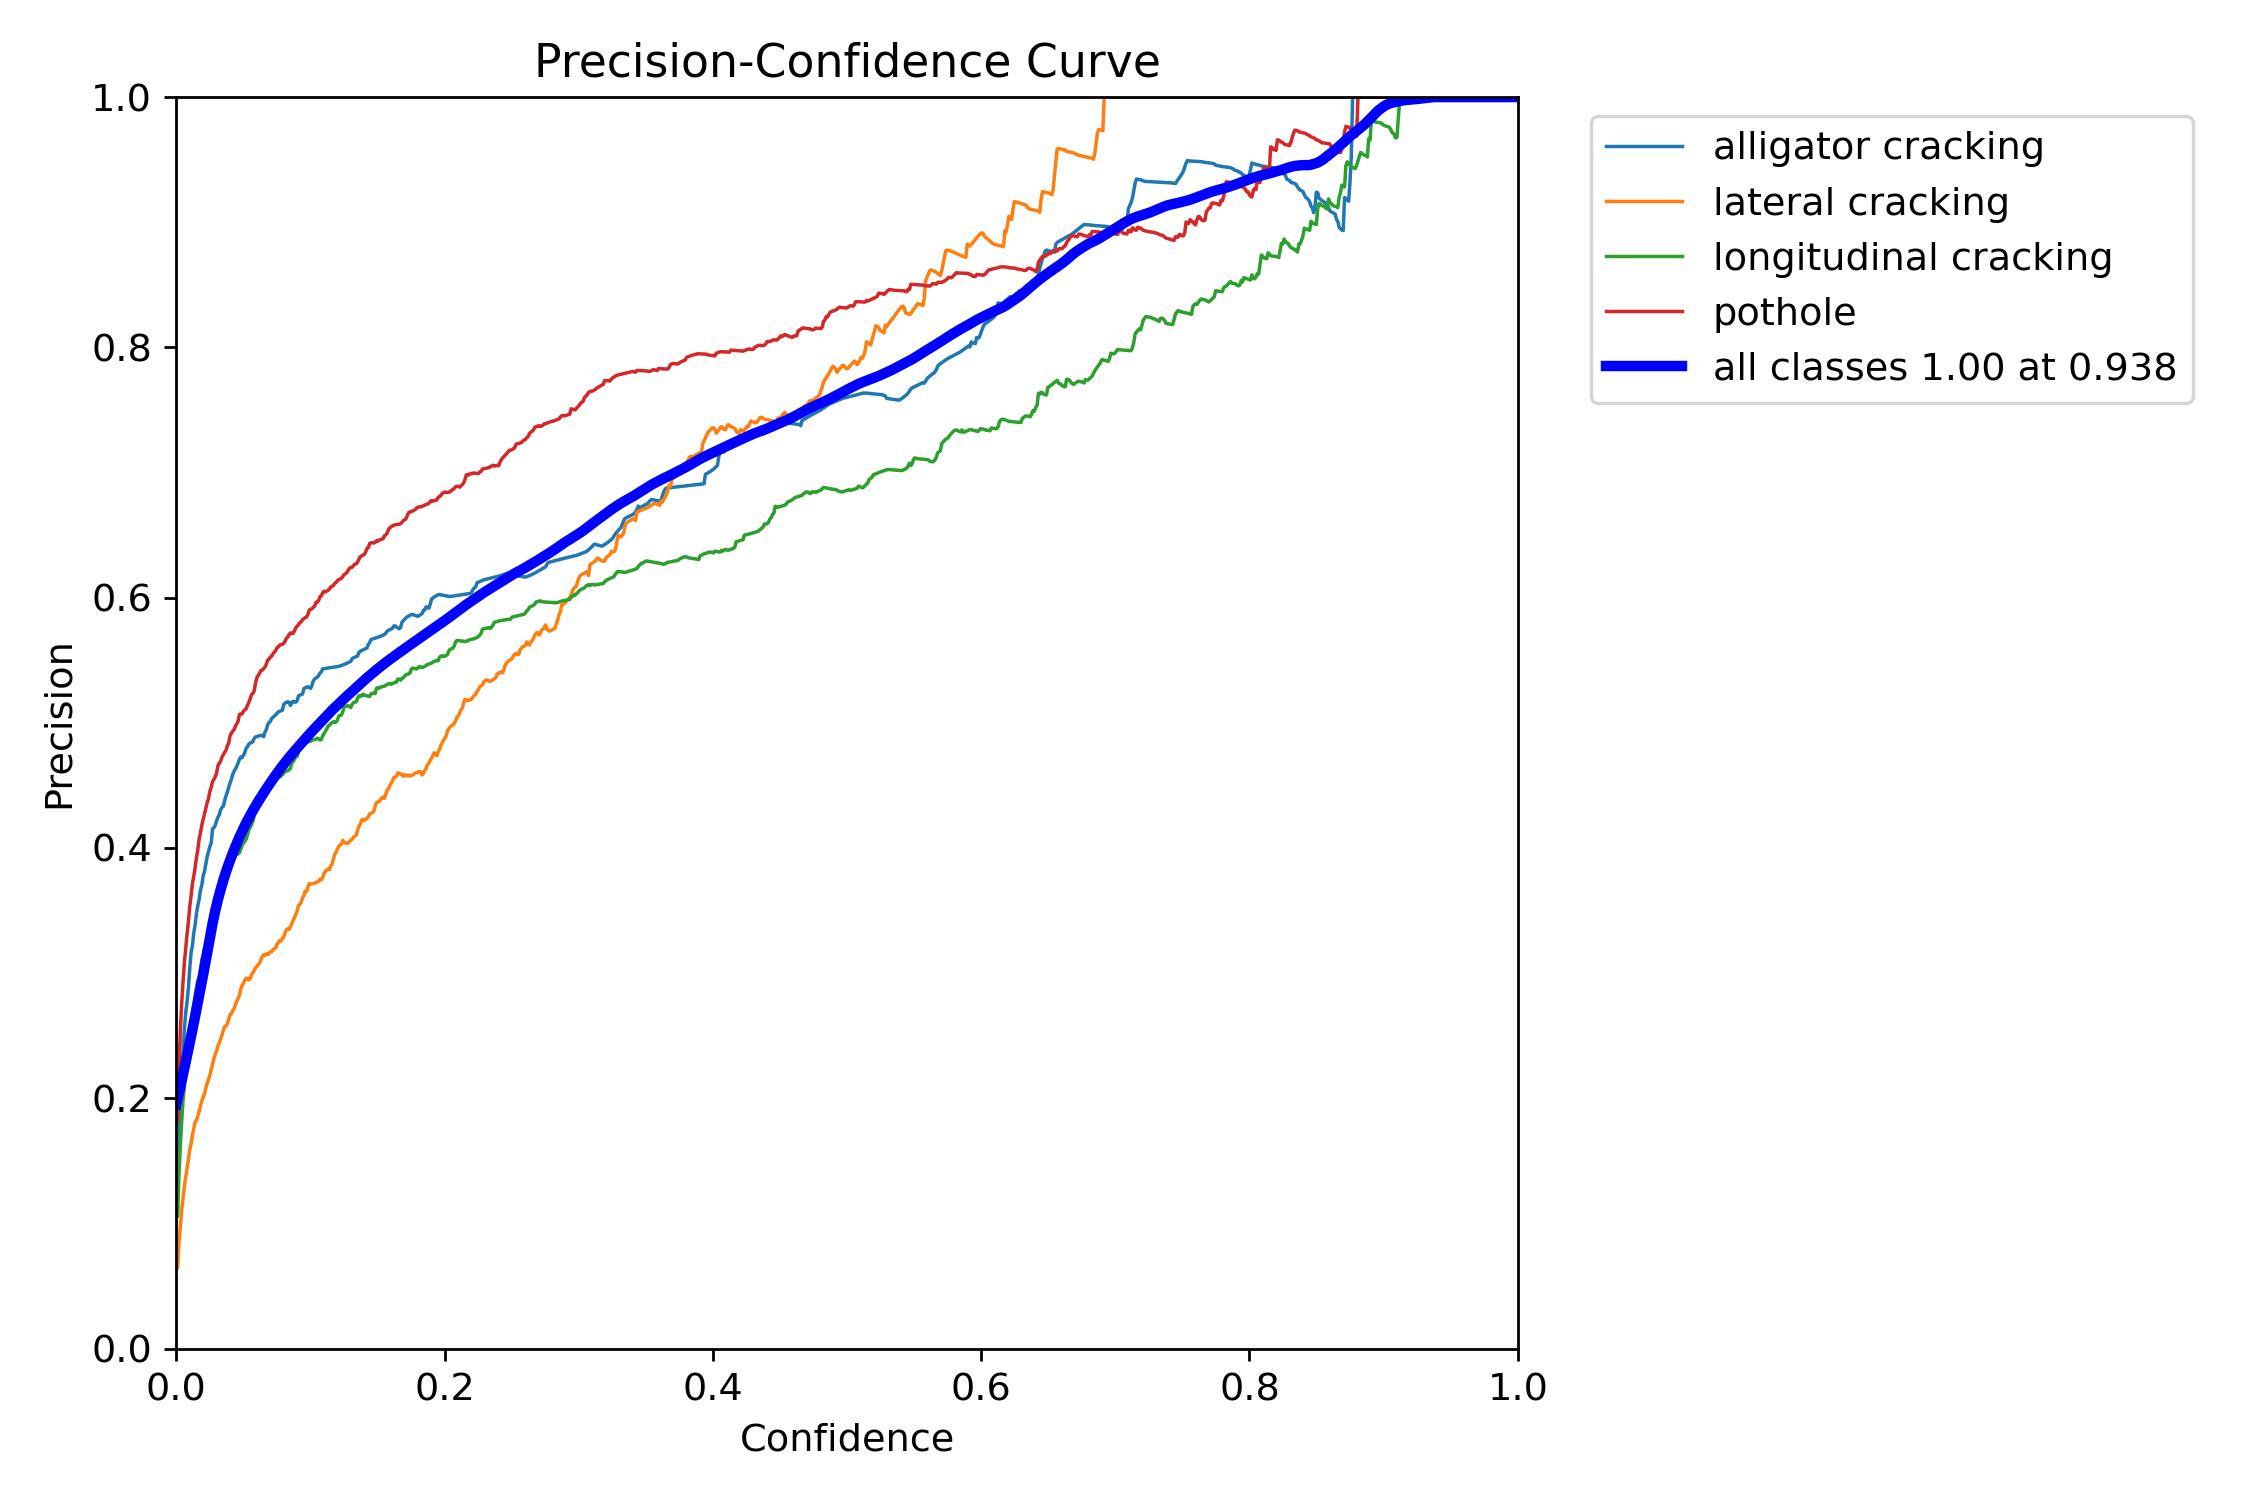 Precision-Confidence Curve
1.0
0.8
0.6
0.4
0.2
0.0
Precision
0.0 0.2 0.4 0.6 0.8 1.0
Confidence
alligator cracking
lateral cracking
longitudinal cracking
pothole
all classes 1.00 at 0.938